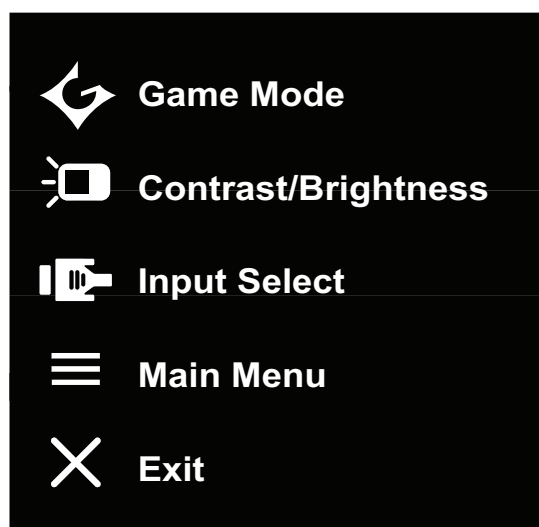 Game Mode
Contrast/Brightness
Input Select
Main Menu
Exit